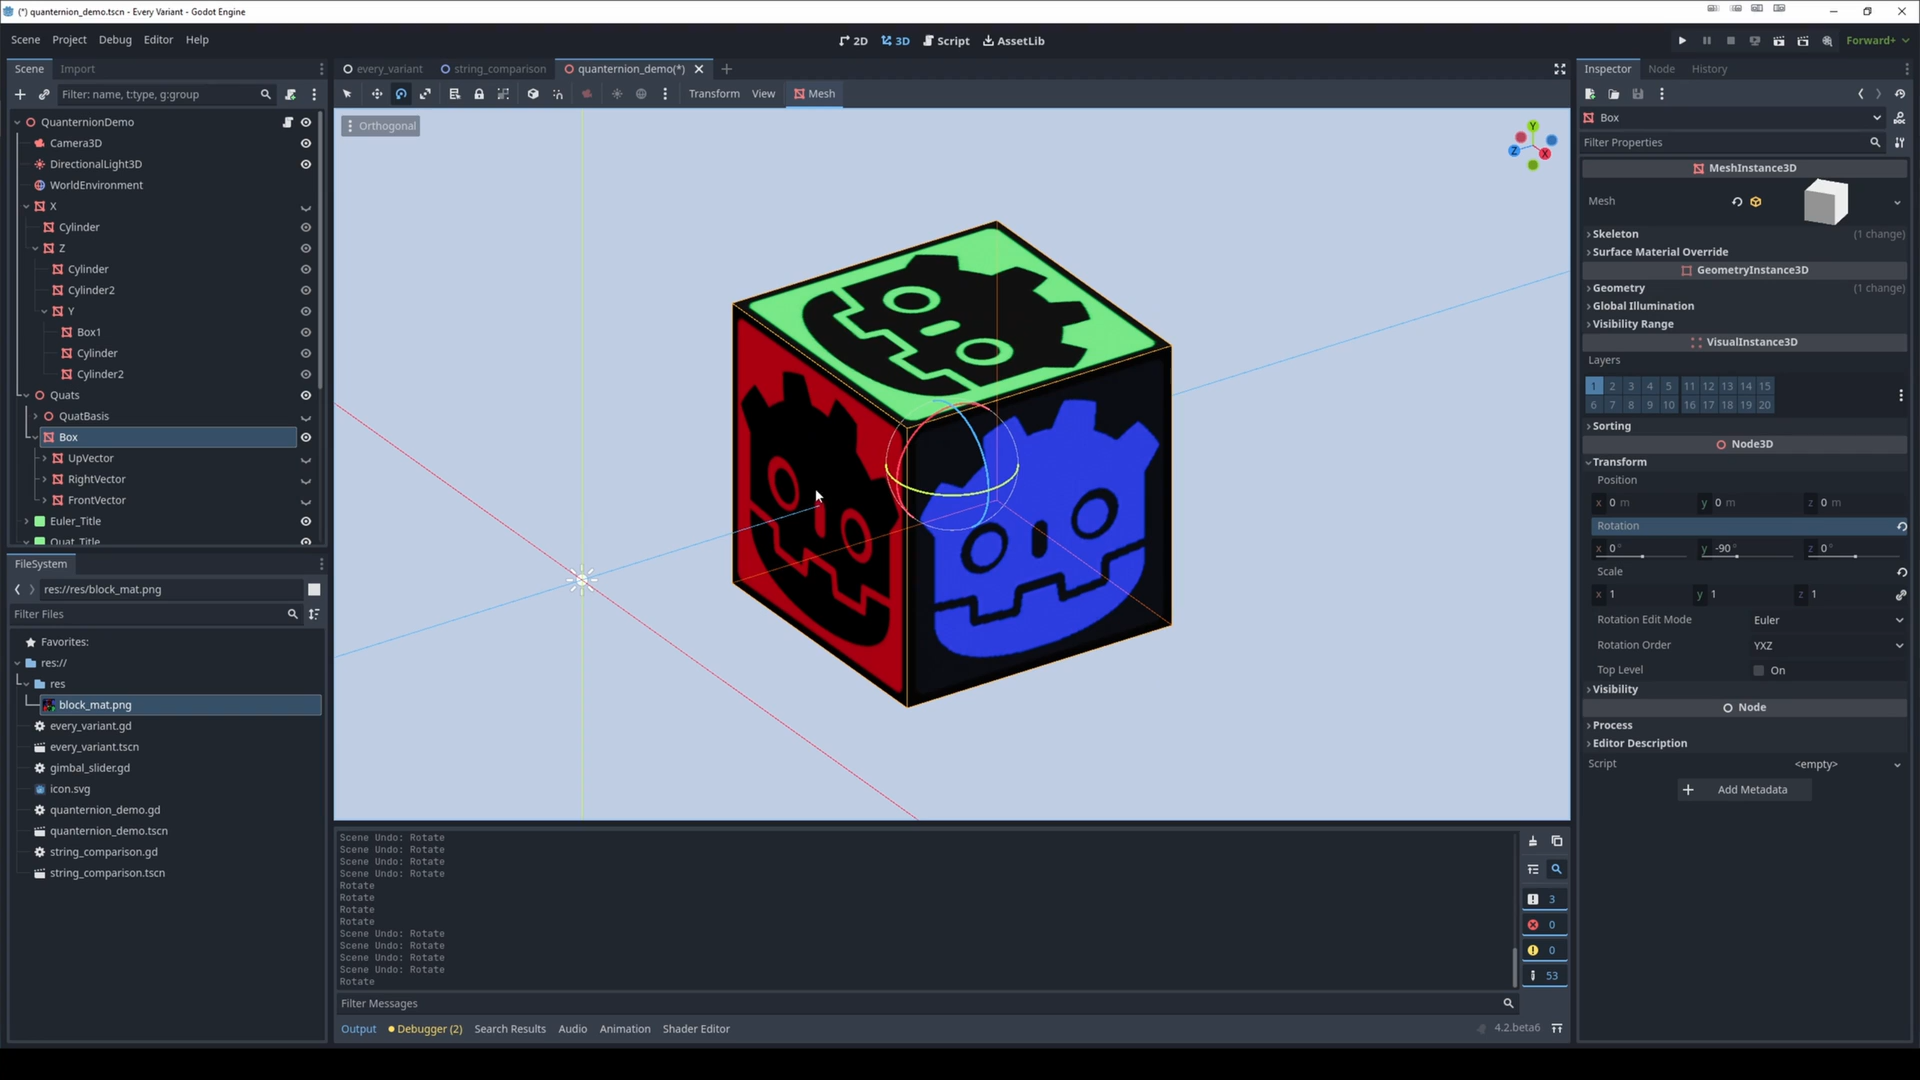 (*) quanternion_demo.tscn - Every Variant - Godot Engine
Scene Project Debug Editor Help
2D 3D Script AssetLib
Forward+
Scene Import
Filter: name, t:type, g:group
QuanternionDemo
Camera3D
DirectionalLight3D
WorldEnvironment
X
Cylinder
Z
Cylinder
Cylinder2
Y
Box1
Cylinder
Cylinder2
Quats
QuatBasis
Box
UpVector
RightVector
FrontVector
Euler_Title
Quat_Title
FileSystem
res://res/block_mat.png
Filter Files
Favorites:
res://
res
block_mat.png
every_variant.gd
every_variant.tscn
gimbal_slider.gd
icon.svg
quanternion_demo.gd
quanternion_demo.tscn
string_comparison.gd
string_comparison.tscn
every_variant string_comparison quanternion_demo(*)
Transform View Mesh
Orthogonal
Y
Z X
Scene Undo: Rotate
Scene Undo: Rotate
Scene Undo: Rotate
Scene Undo: Rotate
Rotate
Rotate
Rotate
Rotate
Scene Undo: Rotate
Scene Undo: Rotate
Scene Undo: Rotate
Scene Undo: Rotate
Rotate
3
0
0
53
Filter Messages
Output Debugger (2) Search Results Audio Animation Shader Editor
4.2.beta6
Inspector Node History
Box
Filter Properties
MeshInstance3D
Mesh
Skeleton (1 change)
Surface Material Override
GeometryInstance3D
Geometry (1 change)
Global Illumination
Visibility Range
VisualInstance3D
Layers
1 2 3 4 5 11 12 13 14 15
6 7 8 9 10 16 17 18 19 20
Sorting
Node3D
Transform
Position
x 0 m y 0 m z 0 m
Rotation
x 0° y -90° z 0°
Scale
x 1 y 1 z 1
Rotation Edit Mode Euler
Rotation Order YXZ
Top Level On
Visibility
Node
Process
Editor Description
Script <empty>
Add Metadata